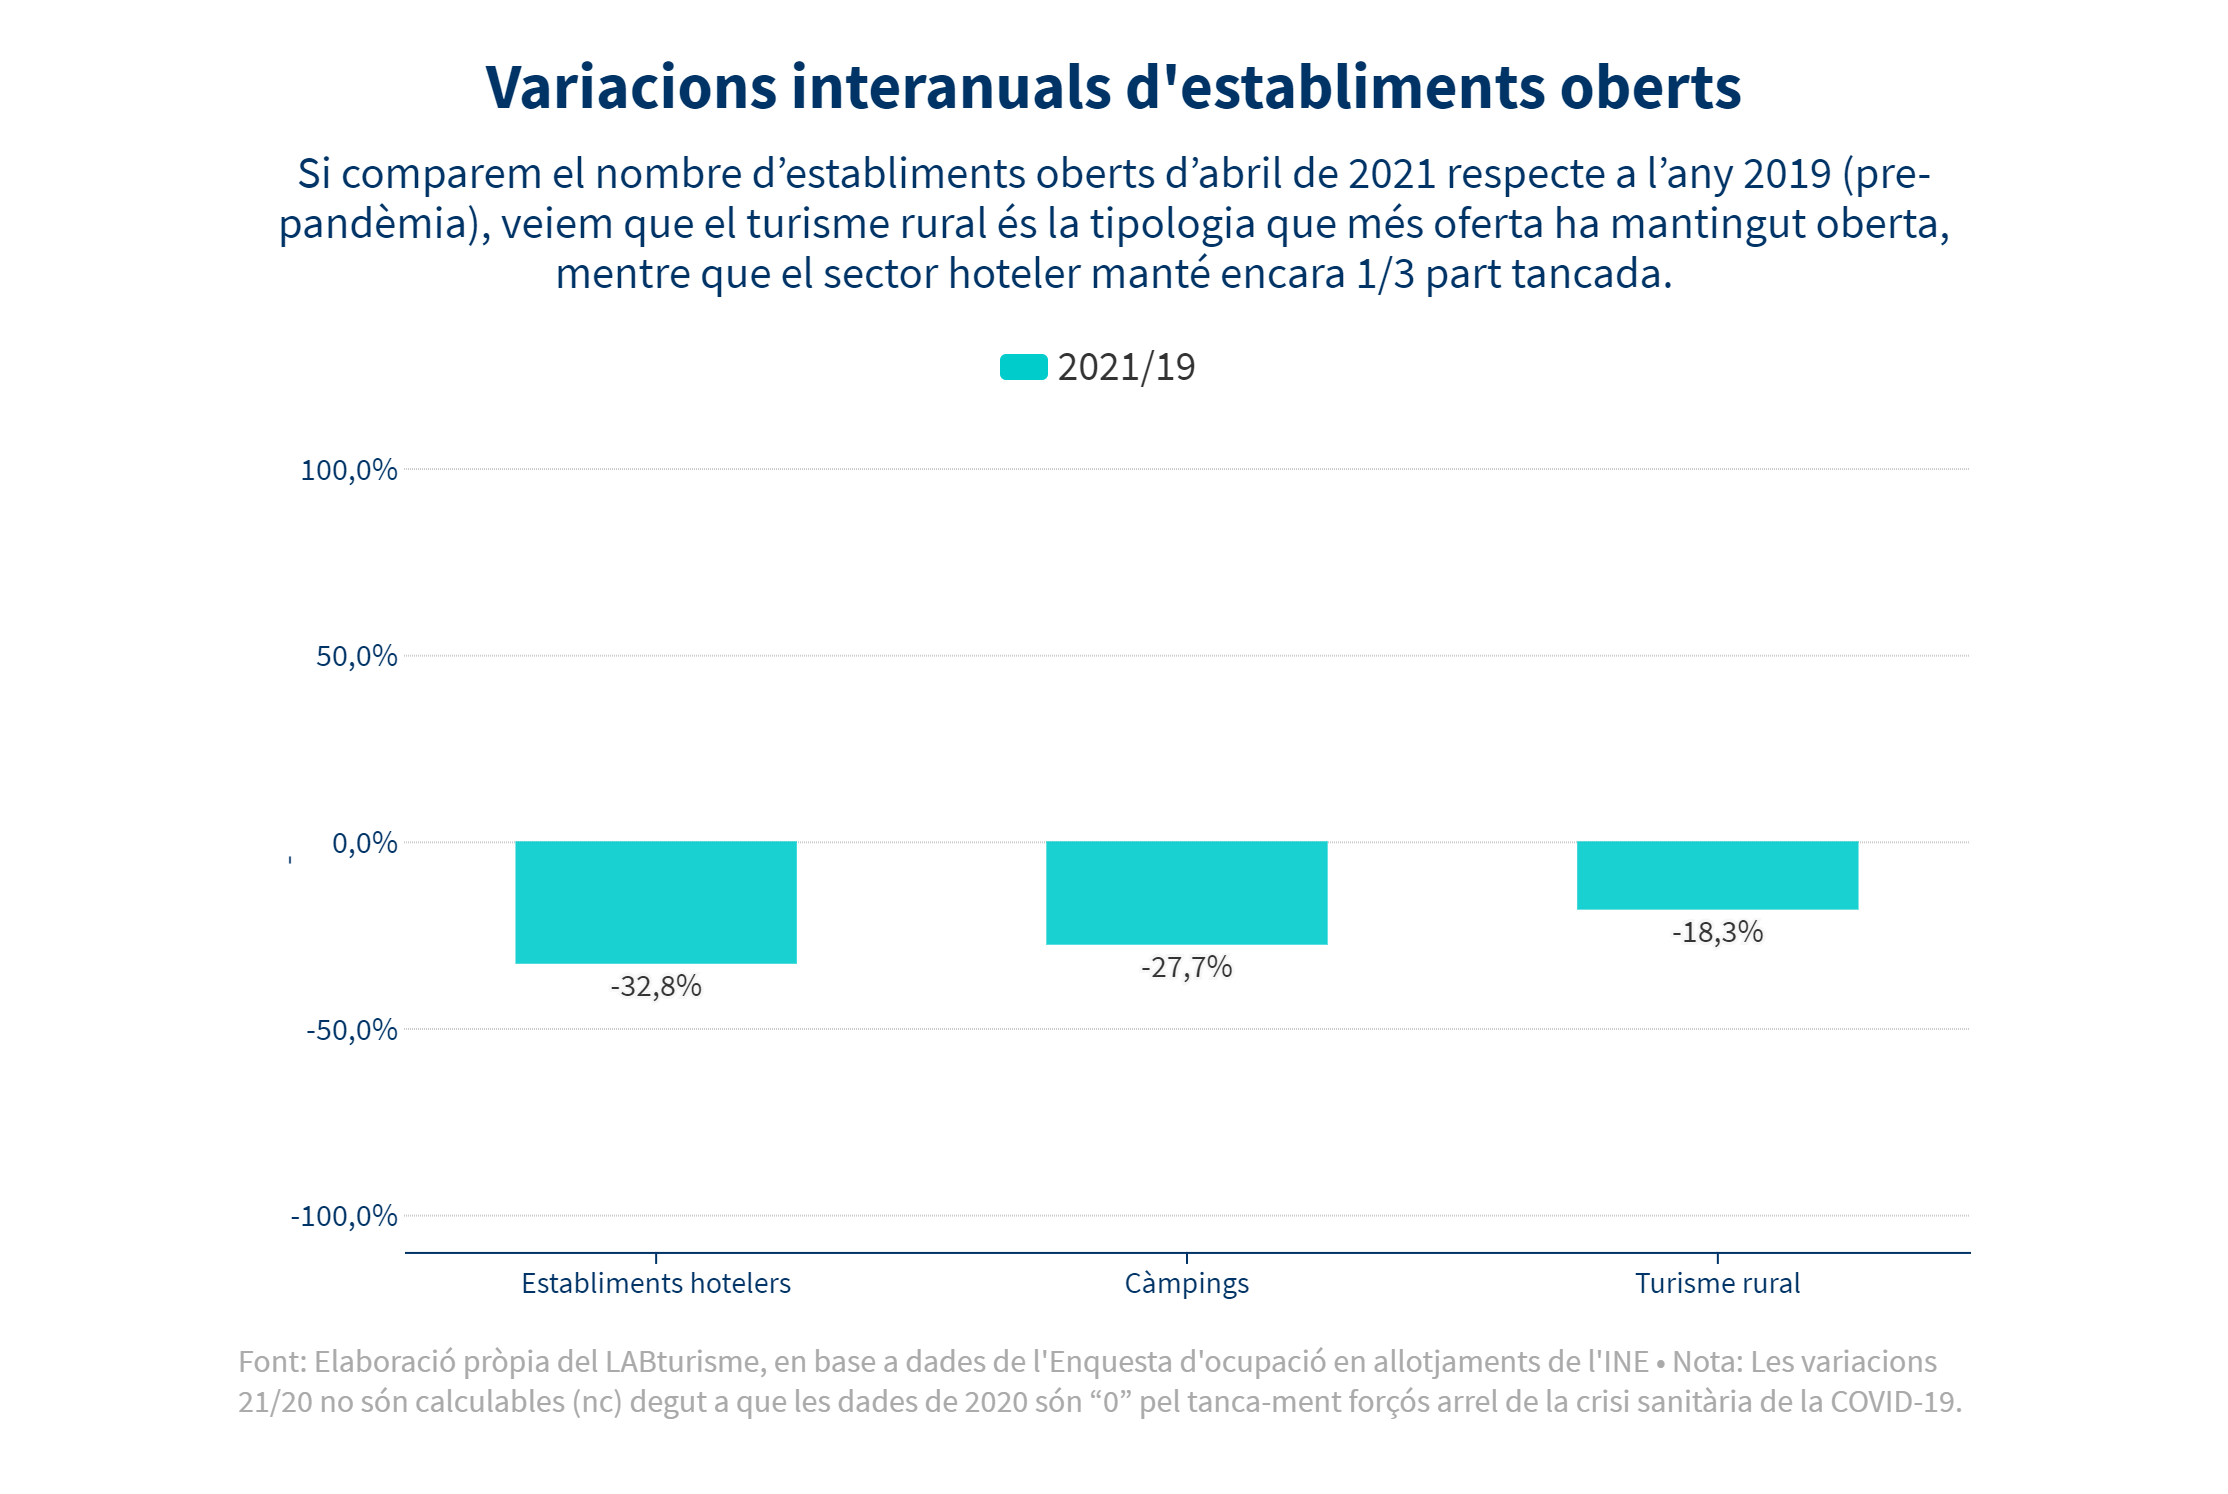 Variacions interanuals d'establiments oberts
Si comparem el nombre d’establiments oberts d’abril de 2021 respecte a l’any 2019 (pre-
pandèmia), veiem que el turisme rural és la tipologia que més oferta ha mantingut oberta,
mentre que el sector hoteler manté encara 1/3 part tancada.
2021/19
100,0%
50,0%
0,0%
-
-50,0%
-100,0%
-32,8%
-27,7%
-18,3%
Establiments hotelers
Càmpings
Turisme rural
Font: Elaboració pròpia del LABturisme, en base a dades de l'Enquesta d'ocupació en allotjaments de l'INE • Nota: Les variacions
21/20 no són calculables (nc) degut a que les dades de 2020 són “0” pel tanca-ment forçós arrel de la crisi sanitària de la COVID-19.